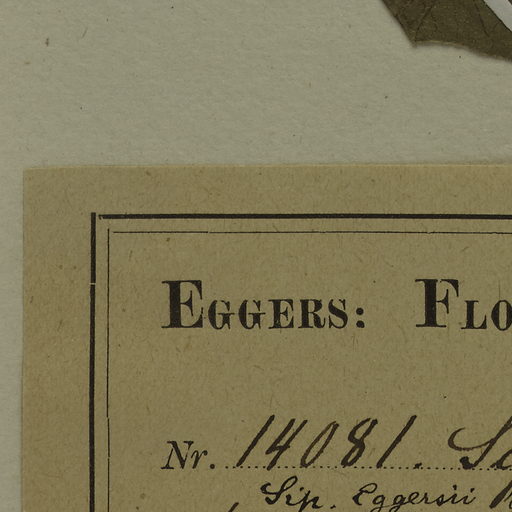 EGGERS: FLO
Nr. 14081.
Sip. Eggersii